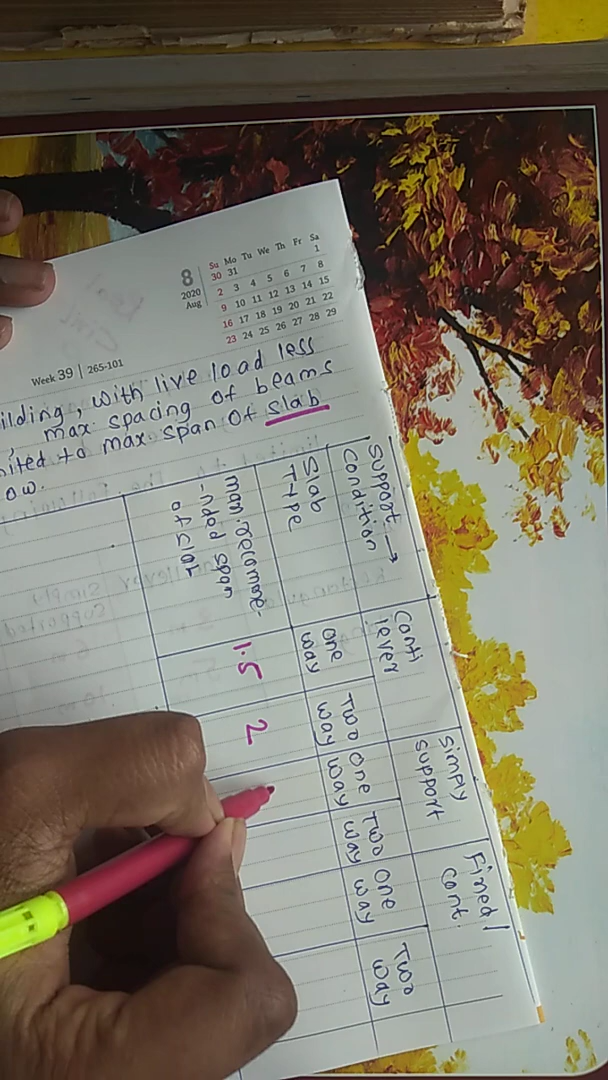 8
2020
Aug
Su Mo Tu We Th Fr Sa
30 31 1
2 3 4 5 6 7 8
9 10 11 12 13 14 15
16 17 18 19 20 21 22
23 24 25 26 27 28 29
Week 39 | 265-101
ilding, with live load less
max spacing of beams
ited to max span of slab
ow.
Support →
Condition
Canti
lever
Simply
support
Fixed/
Cont.
Slab
Type
one
way
Two
way
One
way
Two
way
One
way
Two
way
max. recomme-
-nded span
of slab
1.5
2